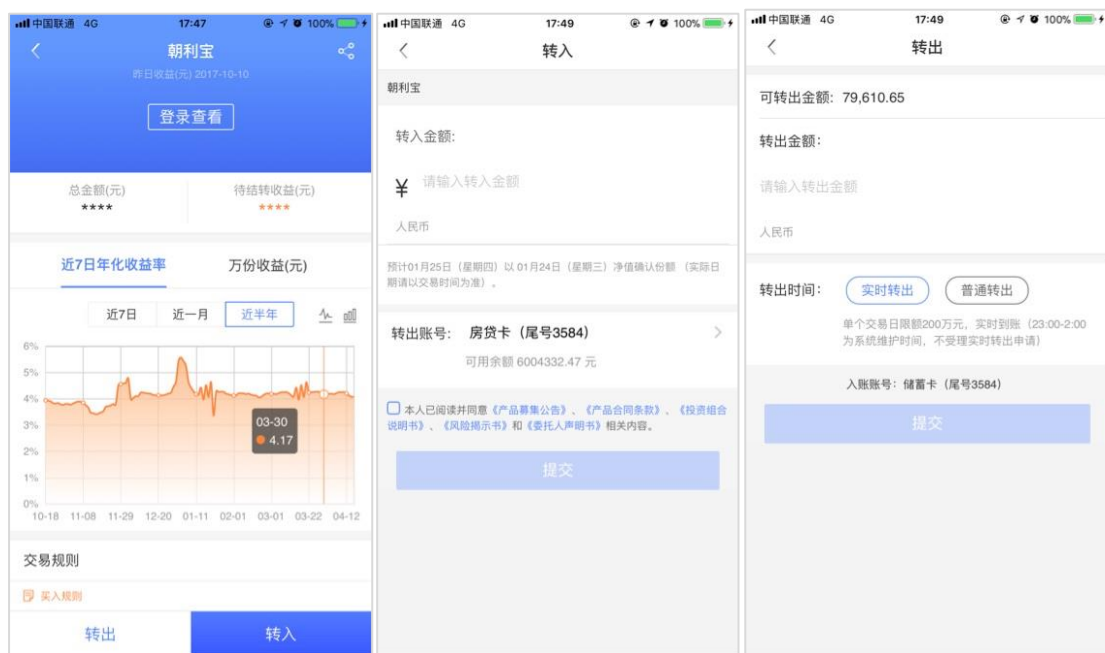 中国联通 4G 17:47 100%
朝利宝
昨日收益(元) 2017-10-10
登录查看
总金额(元) 待结转收益(元)
**** ****
近7日年化收益率 万份收益(元)
近7日 近一月 近半年
6%
5%
4%
3%
2%
1%
0%
03-30
4.17
10-18 11-08 11-29 12-20 01-11 02-01 03-01 03-22 04-12
交易规则
买入规则
转出 转入
中国联通 4G 17:49 100%
转入
朝利宝
转入金额:
¥ 请输入转入金额
人民币
预计01月25日（星期四）以 01月24日（星期三）净值确认份额 （实际日
期请以交易时间为准）。
转出账号: 房贷卡（尾号3584）
可用余额 6004332.47 元
本人已阅读并同意《产品募集公告》、《产品合同条款》、《投资组合
说明书》、《风险揭示书》和《委托人声明书》相关内容。
提交
中国联通 4G 17:49 100%
转出
可转出金额: 79,610.65
转出金额:
请输入转出金额
人民币
转出时间: 实时转出 普通转出
单个交易日限额200万元，实时到账（23:00-2:00
为系统维护时间，不受理实时转出申请）
入账账号: 储蓄卡（尾号3584）
提交